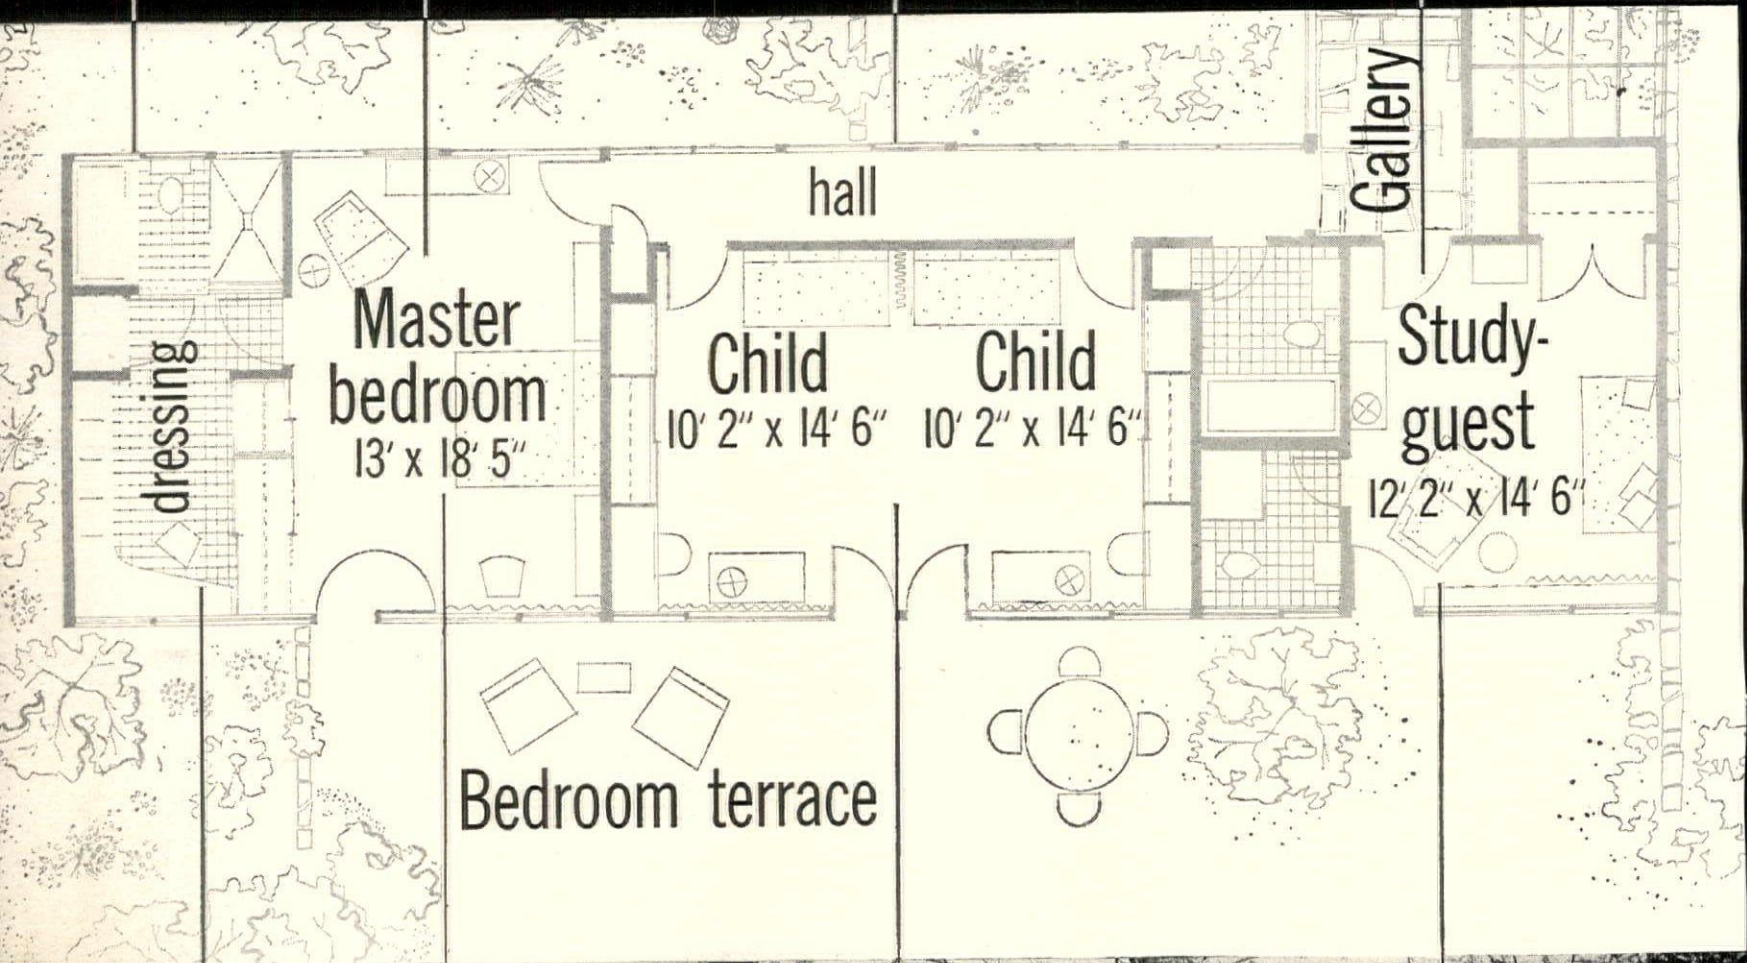 Gallery
hall
Master
bedroom
13' x 18' 5"
dressing
Child
10' 2" x 14' 6"
Child
10' 2" x 14' 6"
Study-
guest
12' 2" x 14' 6"
Bedroom terrace